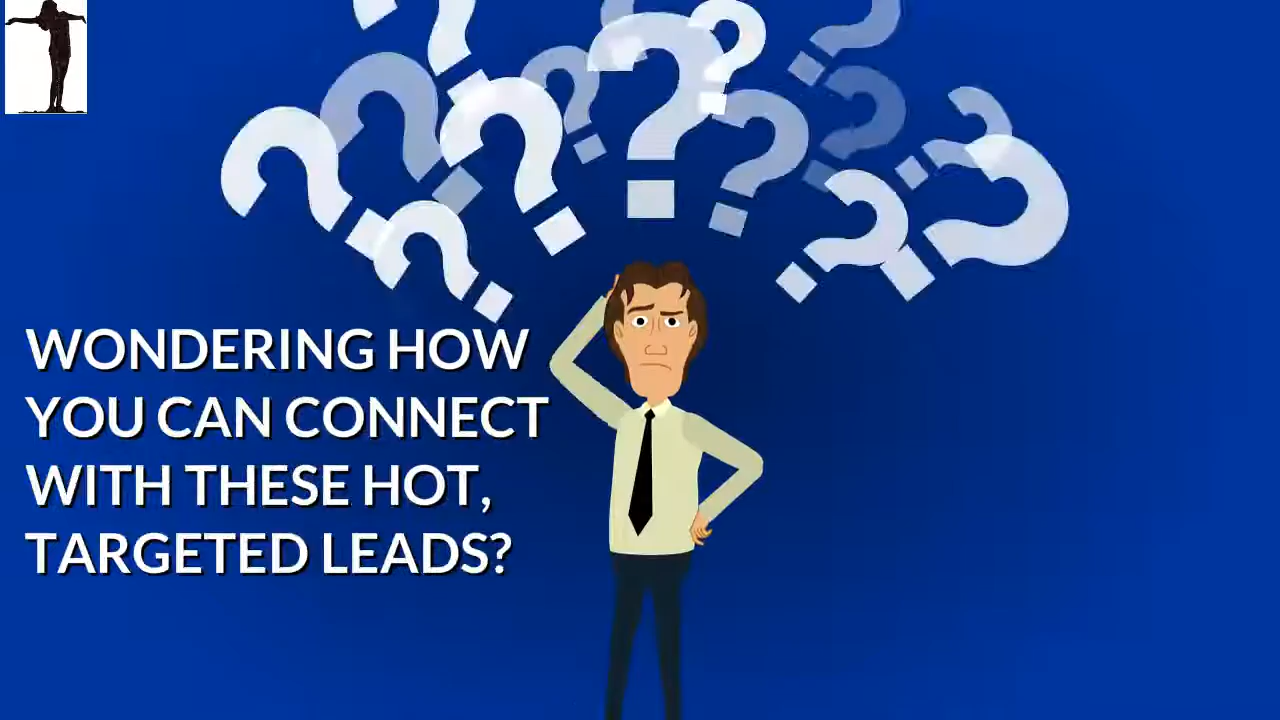 WONDERING HOW
YOU CAN CONNECT
WITH THESE HOT,
TARGETED LEADS?